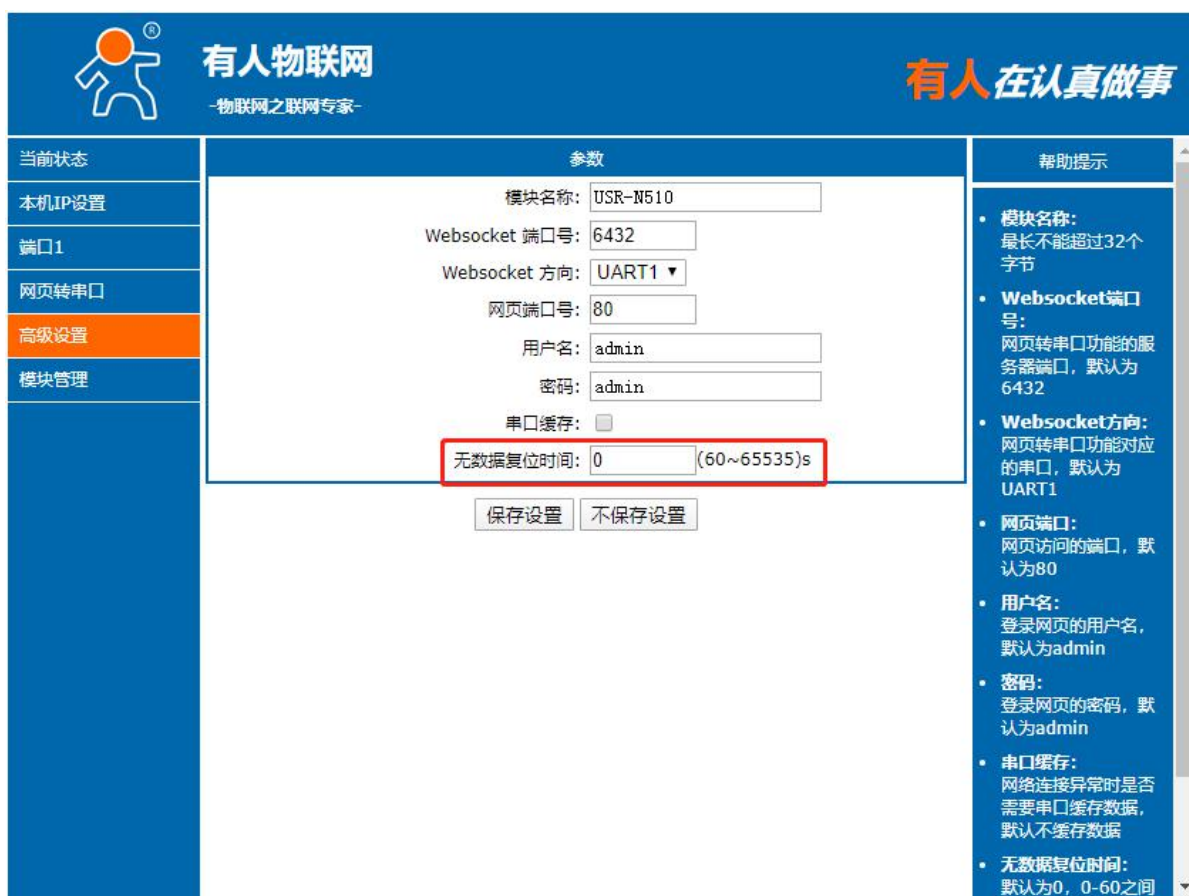 ®
有人物联网
-物联网之联网专家-
有人在认真做事
当前状态
本机IP设置
端口1
网页转串口
高级设置
模块管理
参数
模块名称: USR-N510
Websocket 端口号: 6432
Websocket 方向: UART1 ▼
网页端口号: 80
用户名: admin
密码: admin
串口缓存:
无数据复位时间: 0 (60~65535)s
保存设置 不保存设置
帮助提示
• 模块名称:
最长不能超过32个
字节
• Websocket端口
号:
网页转串口功能的服
务器端口，默认为
6432
• Websocket方向:
网页转串口功能对应
的串口，默认为
UART1
• 网页端口:
网页访问的端口，默
认为80
• 用户名:
登录网页的用户名，
默认为admin
• 密码:
登录网页的密码，默
认为admin
• 串口缓存:
网络连接异常时是否
需要串口缓存数据，
默认不缓存数据
• 无数据复位时间:
默认为0，0-60之间